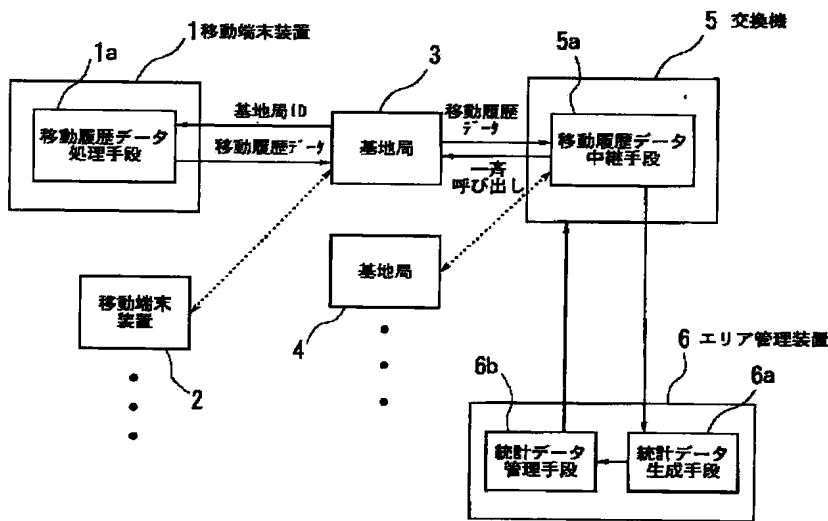 1 移動端末装置
1a
移動履歴データ
処理手段
基地局ID
移動履歴データ
3
基地局
移動履歴
データ
一斉
呼び出し
5 交換機
5a
移動履歴データ
中継手段
移動端末
装置
2
基地局
4
6 エリア管理装置
6b
統計データ
管理手段
6a
統計データ
生成手段